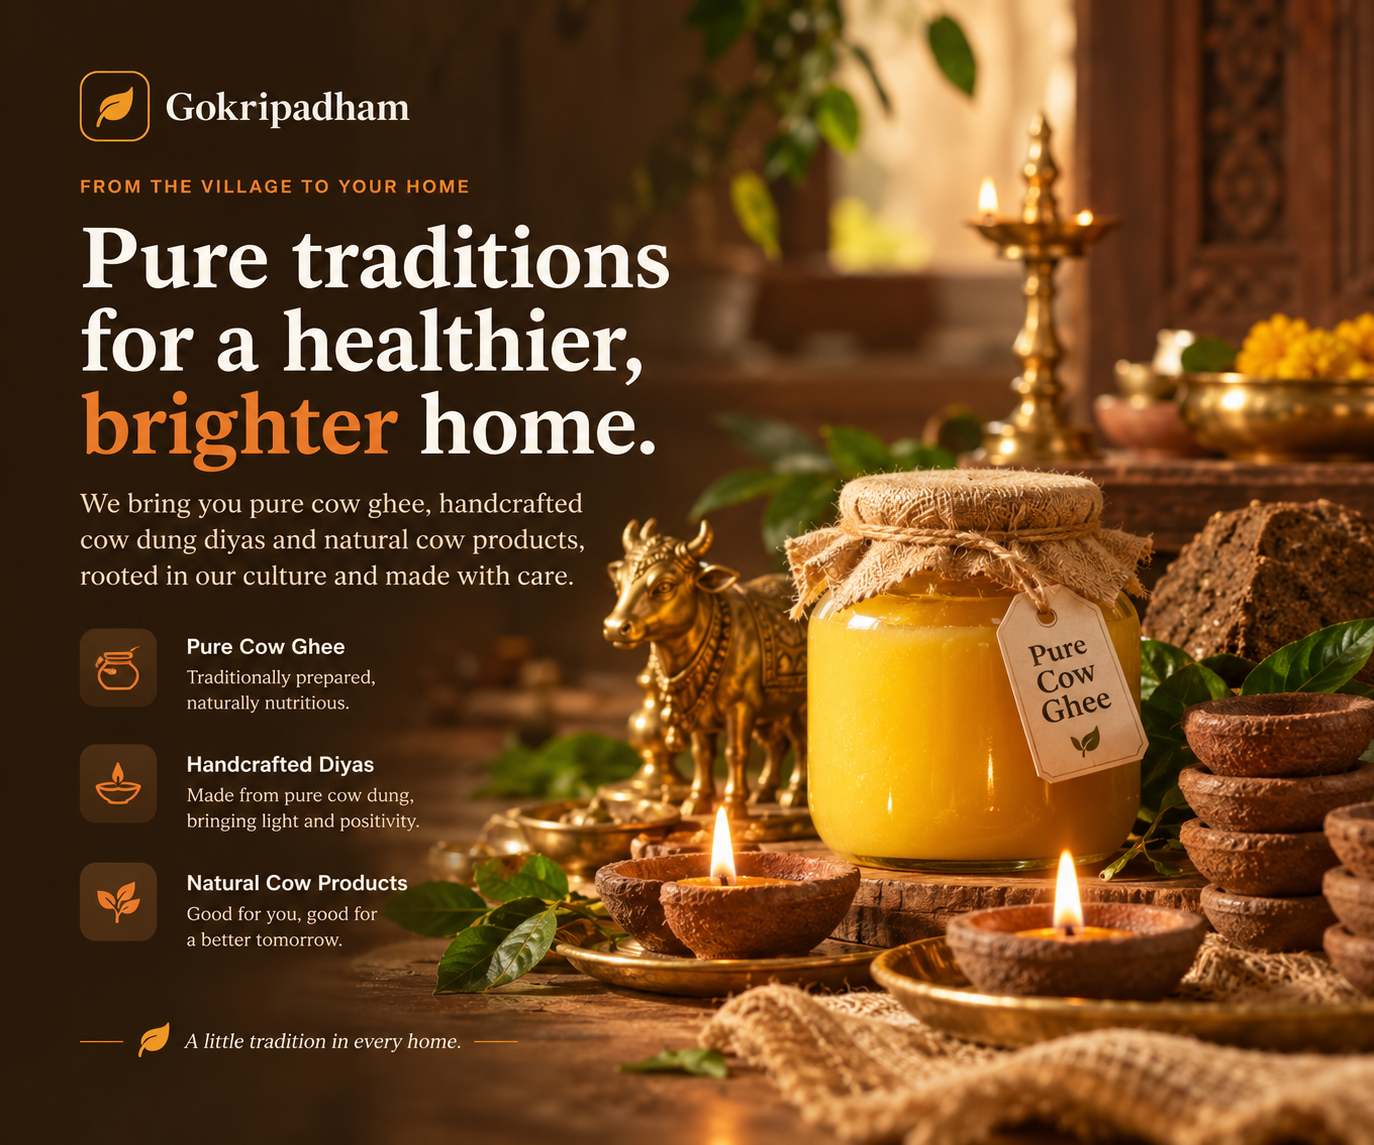 Gokripadham
FROM THE VILLAGE TO YOUR HOME
Pure traditions
for a healthier,
brighter home.
We bring you pure cow ghee, handcrafted
cow dung diyas and natural cow products,
rooted in our culture and made with care.
Pure Cow Ghee
Traditionally prepared,
naturally nutritious.
Handcrafted Diyas
Made from pure cow dung,
bringing light and positivity.
Natural Cow Products
Good for you, good for
a better tomorrow.
A little tradition in every home.
Pure
Cow
Ghee